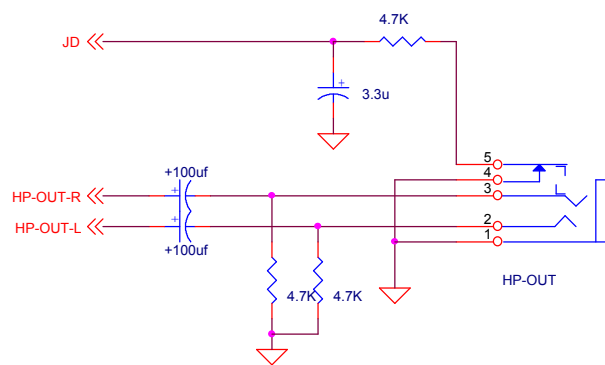 4.7K
JD
3.3u
+100uf
HP-OUT-R
HP-OUT-L
+100uf
5
4
3
2
1
4.7K
4.7K
HP-OUT